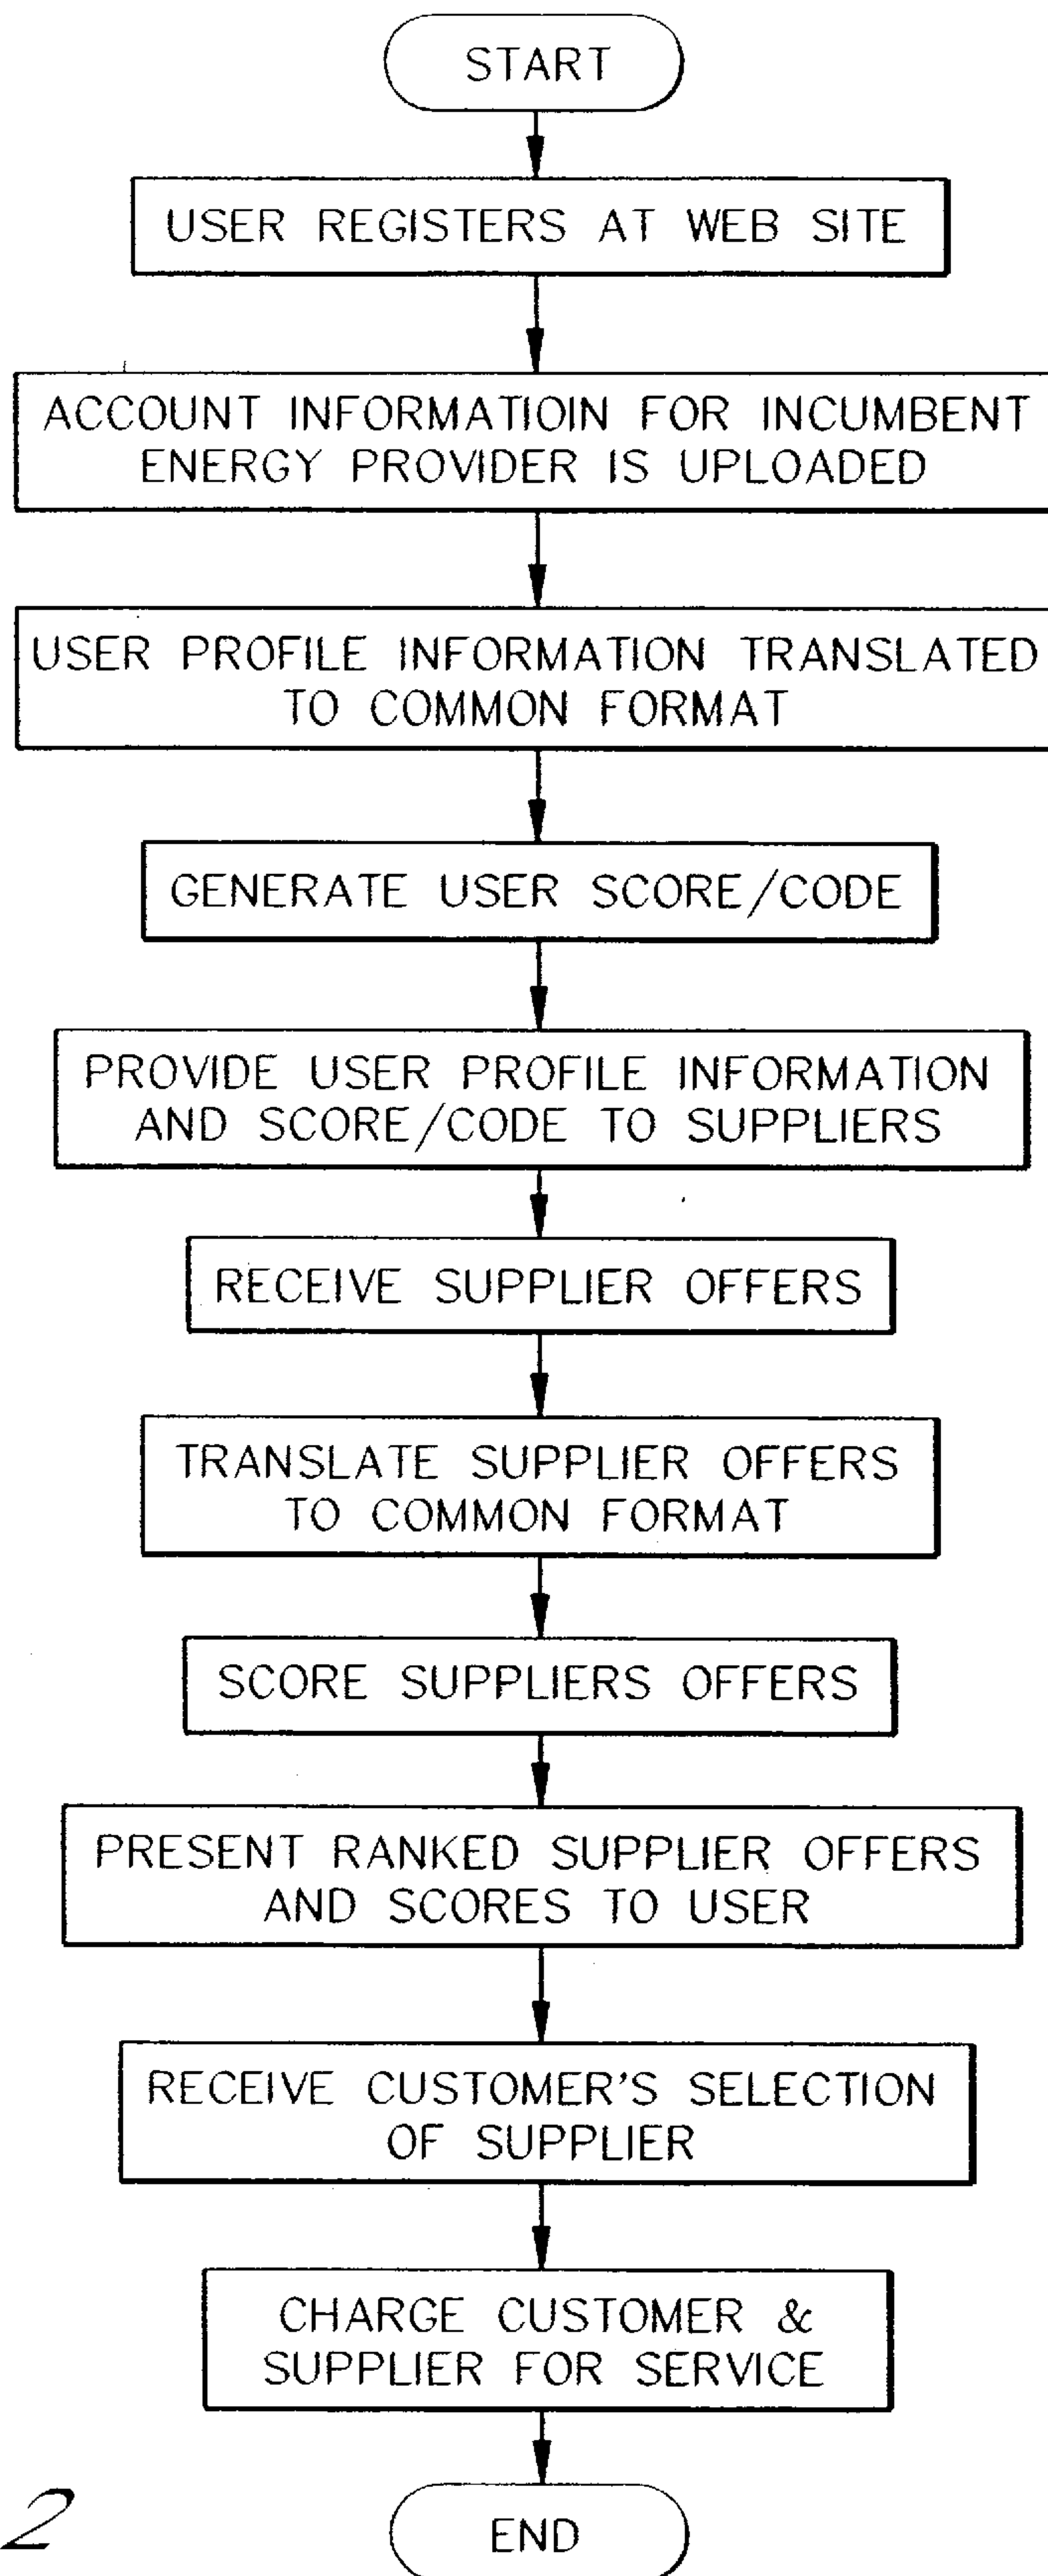 START
USER REGISTERS AT WEB SITE
ACCOUNT INFORMATIOIN FOR INCUMBENT
ENERGY PROVIDER IS UPLOADED
USER PROFILE INFORMATION TRANSLATED
TO COMMON FORMAT
GENERATE USER SCORE/CODE
PROVIDE USER PROFILE INFORMATION
AND SCORE/CODE TO SUPPLIERS
RECEIVE SUPPLIER OFFERS
TRANSLATE SUPPLIER OFFERS
TO COMMON FORMAT
SCORE SUPPLIERS OFFERS
PRESENT RANKED SUPPLIER OFFERS
AND SCORES TO USER
RECEIVE CUSTOMER'S SELECTION
OF SUPPLIER
CHARGE CUSTOMER &
SUPPLIER FOR SERVICE
END
2